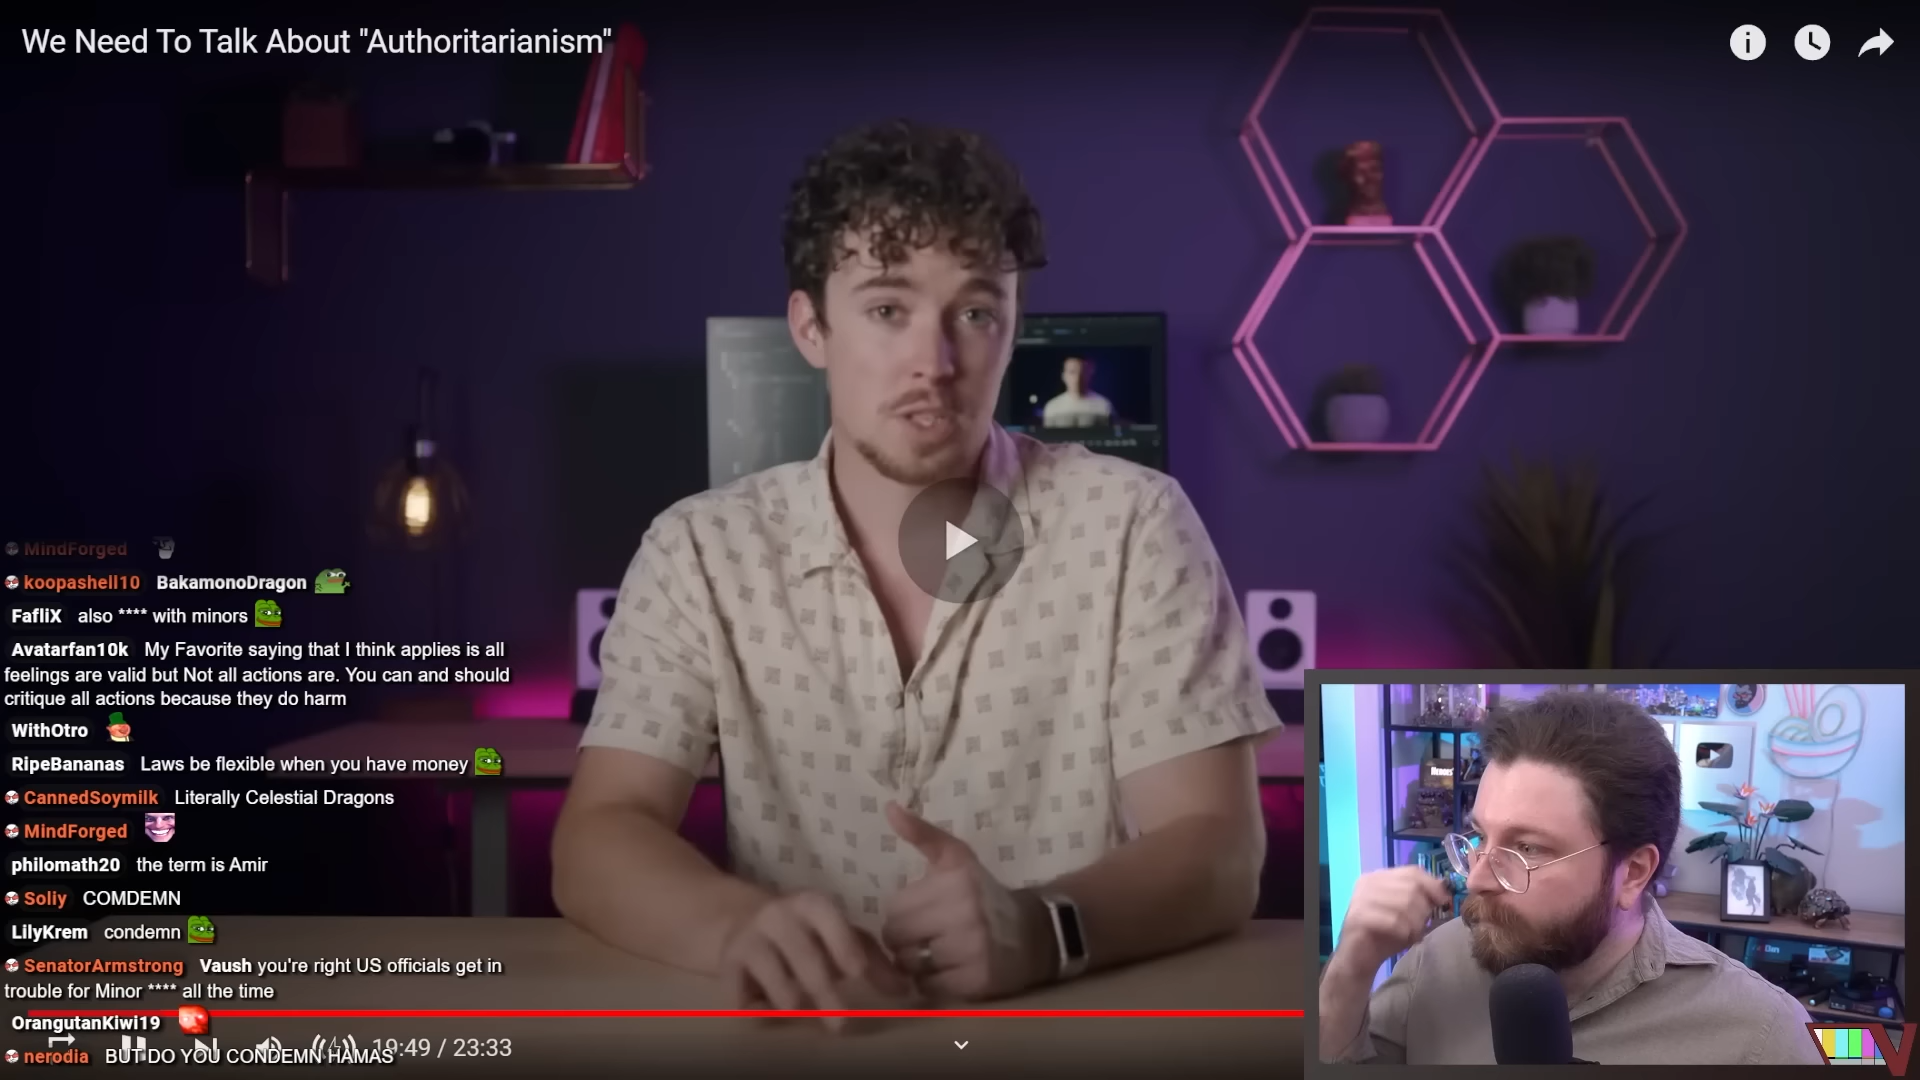 We Need To Talk About "Authoritarianism"
MindForged
koopashell10 BakamonoDragon
FafliX also **** with minors
Avatarfan10k My Favorite saying that I think applies is all
feelings are valid but Not all actions are. You can and should
critique all actions because they do harm
WithOtro
RipeBananas Laws be flexible when you have money
CannedSoymilk Literally Celestial Dragons
MindForged
philomath20 the term is Amir
Soliy COMDEMN
LilyKrem condemn
SenatorArmstrong Vaush you're right US officials get in
trouble for Minor **** all the time
OrangutanKiwi19
19:49 / 23:33
nerodia BUT DO YOU CONDEMN HAMAS